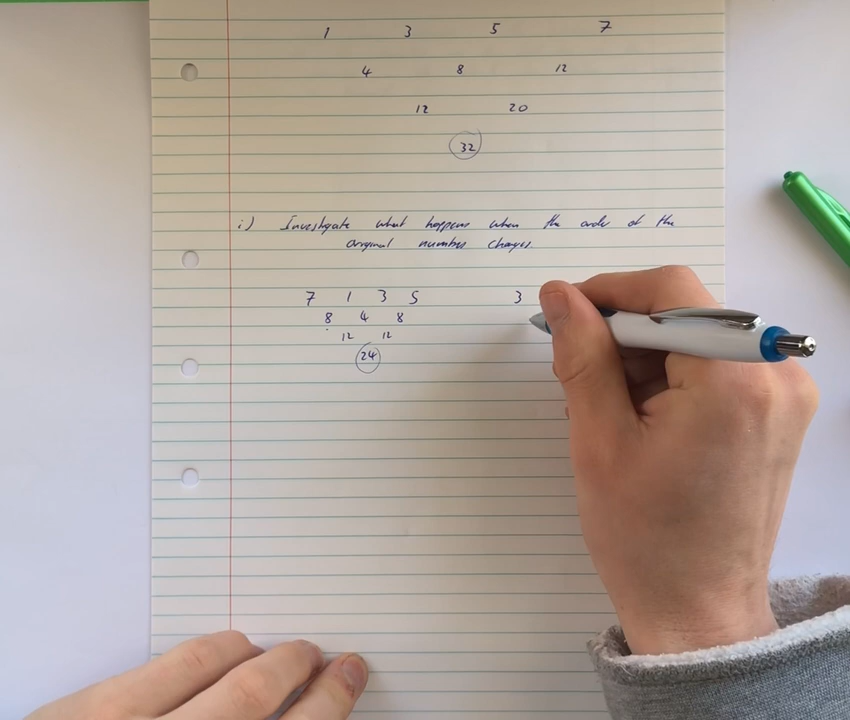 1 3 5 7
4 8 12
12 20
32
i) Investigate what happens when the order of the
original numbers changes.
7 1 3 5
8 4 8
12 12
24
3